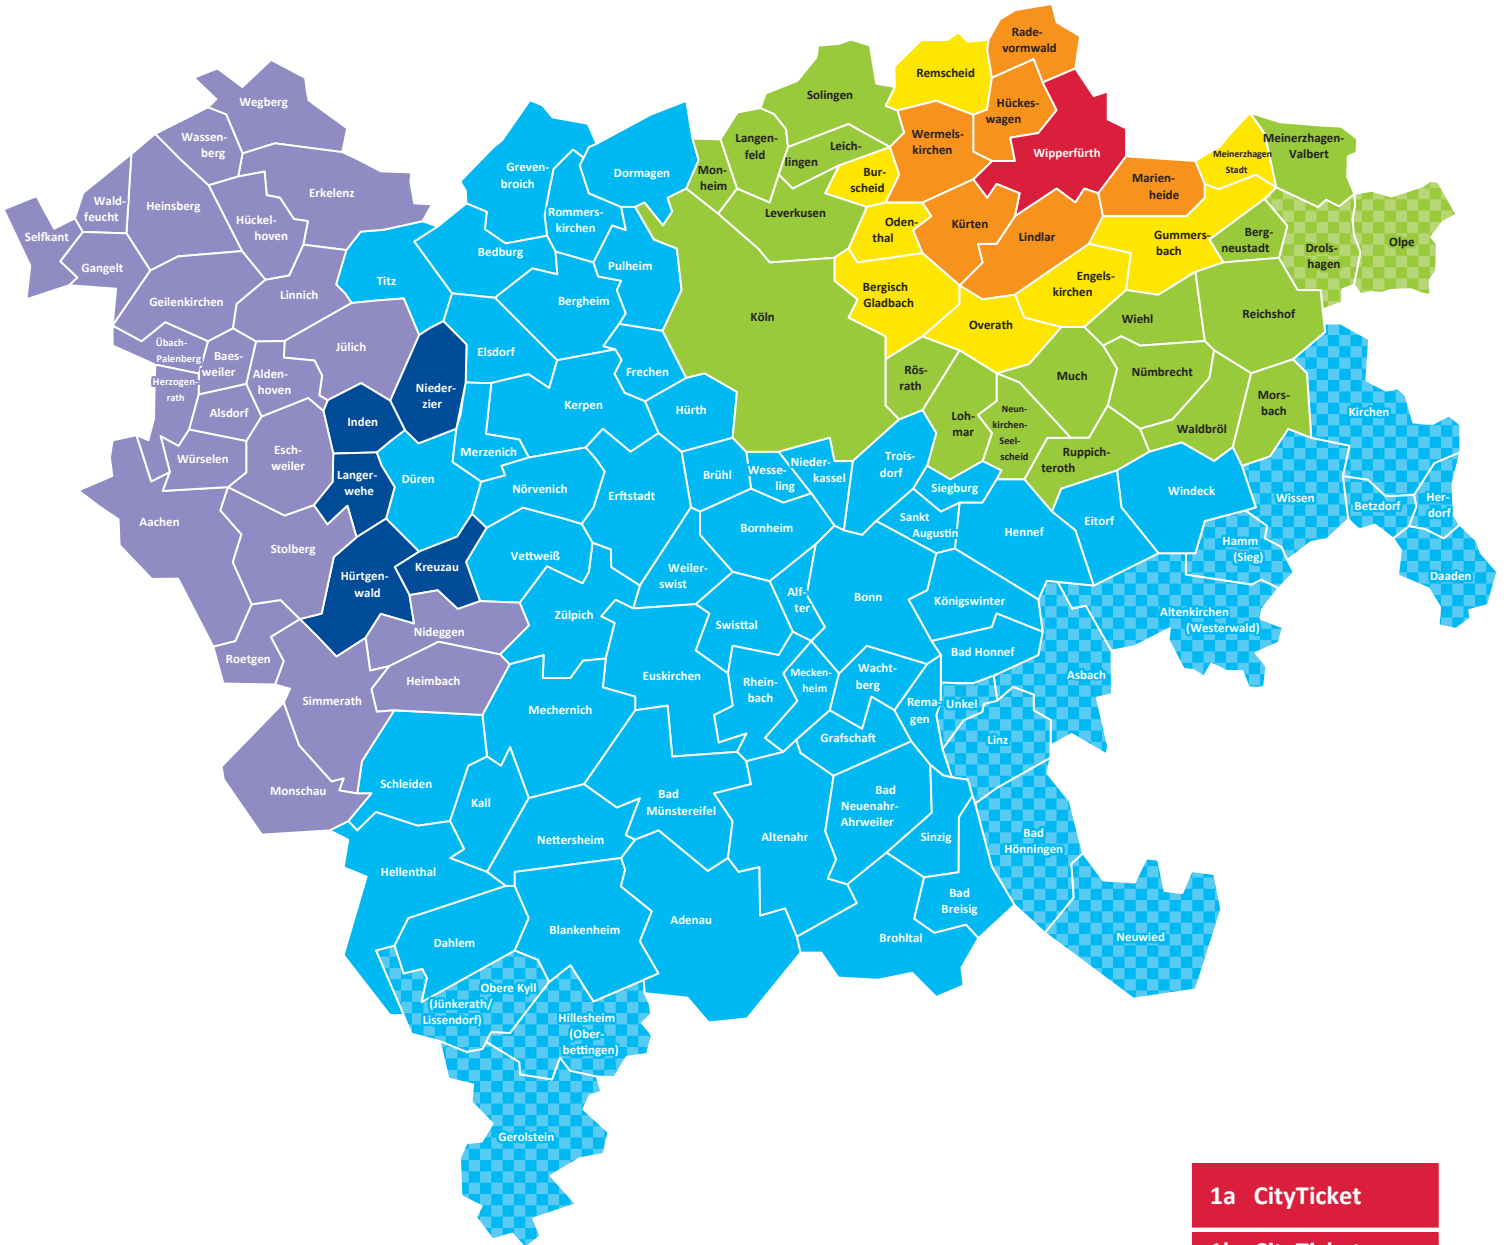 Rade-
vormwald
Remscheid
Solingen
Hückes-
wagen
Wegberg
Wermels-
kirchen
Wassen-
berg
Langen-
feld
Leich-
lingen
Wipperfürth
Meinerzhagen-
Valbert
Meinerzhagen
Stadt
Greven-
broich
Dormagen
Mon-
heim
Bur-
scheid
Marien-
heide
Erkelenz
Wald-
feucht
Heinsberg
Hückel-
hoven
Rommers-
kirchen
Leverkusen
Oden-
thal
Kürten
Lindlar
Gummers-
bach
Berg-
neustadt
Drols-
hagen
Olpe
Selfkant
Gangelt
Bedburg
Pulheim
Titz
Bergisch
Gladbach
Engels-
kirchen
Geilenkirchen
Linnich
Bergheim
Köln
Overath
Wiehl
Reichshof
Übach-
Palenberg
Baes-
weiler
Jülich
Elsdorf
Herzogen-
rath
Alden-
hoven
Nieder-
zier
Frechen
Rös-
rath
Much
Nümbrecht
Alsdorf
Inden
Kerpen
Hürth
Loh-
mar
Neun-
kirchen-
Seel-
scheid
Mors-
bach
Kirchen
Waldbröl
Würselen
Esch-
weiler
Merzenich
Ruppich-
teroth
Langer-
wehe
Düren
Nörvenich
Erftstadt
Brühl
Wesse-
ling
Nieder-
kassel
Trois-
dorf
Siegburg
Windeck
Wissen
Betzdorf
Her-
dorf
Aachen
Stolberg
Vettweiß
Bornheim
Sankt
Augustin
Hennef
Eitorf
Hamm
(Sieg)
Hürtgen-
wald
Kreuzau
Weiler-
swist
Daaden
Alf-
ter
Bonn
Königswinter
Altenkirchen
(Westerwald)
Nideggen
Zülpich
Swisttal
Roetgen
Bad Honnef
Simmerath
Heimbach
Euskirchen
Rhein-
bach
Mecken-
heim
Wacht-
berg
Asbach
Mechernich
Rema-
gen
Unkel
Linz
Grafschaft
Monschau
Schleiden
Kall
Bad
Münstereifel
Bad
Neuenahr-
Ahrweiler
Nettersheim
Altenahr
Sinzig
Bad
Hönningen
Hellenthal
Bad
Breisig
Dahlem
Blankenheim
Adenau
Brohltal
Neuwied
Obere Kyll
(Jünkerath/
Lissendorf)
Hillesheim
(Ober-
bettingen)
Gerolstein
1a CityTicket